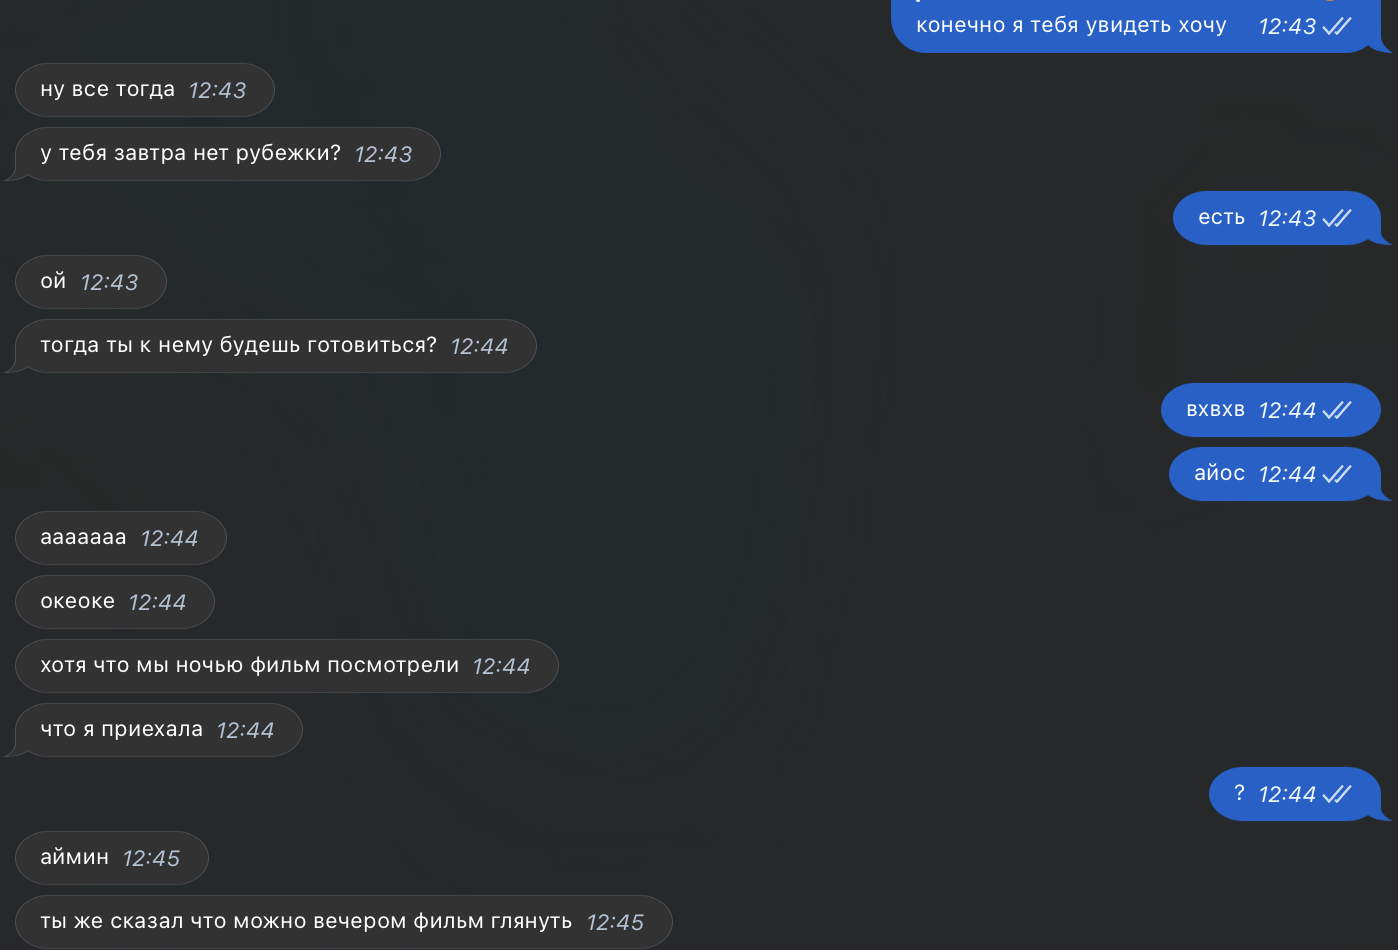 конечно я тебя увидеть хочу 12:43
ну все тогда 12:43
у тебя завтра нет рубежки? 12:43
есть 12:43
ой 12:43
тогда ты к нему будешь готовиться? 12:44
вхвхв 12:44
айос 12:44
ааааааа 12:44
океоке 12:44
хотя что мы ночью фильм посмотрели 12:44
что я приехала 12:44
? 12:44
аймин 12:45
ты же сказал что можно вечером фильм глянуть 12:45